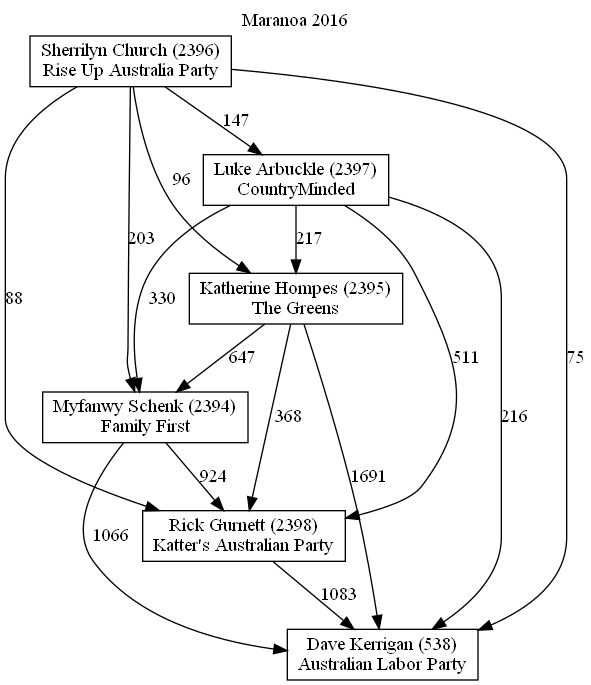 Maranoa 2016
Sherrilyn Church (2396)
Rise Up Australia Party
147
Luke Arbuckle (2397)
CountryMinded
96
203
217
Katherine Hompes (2395)
The Greens
88
330
647
511
75
Myfanwy Schenk (2394)
Family First
368
216
924
1691
Rick Gurnett (2398)
Katter's Australian Party
1066
1083
Dave Kerrigan (538)
Australian Labor Party